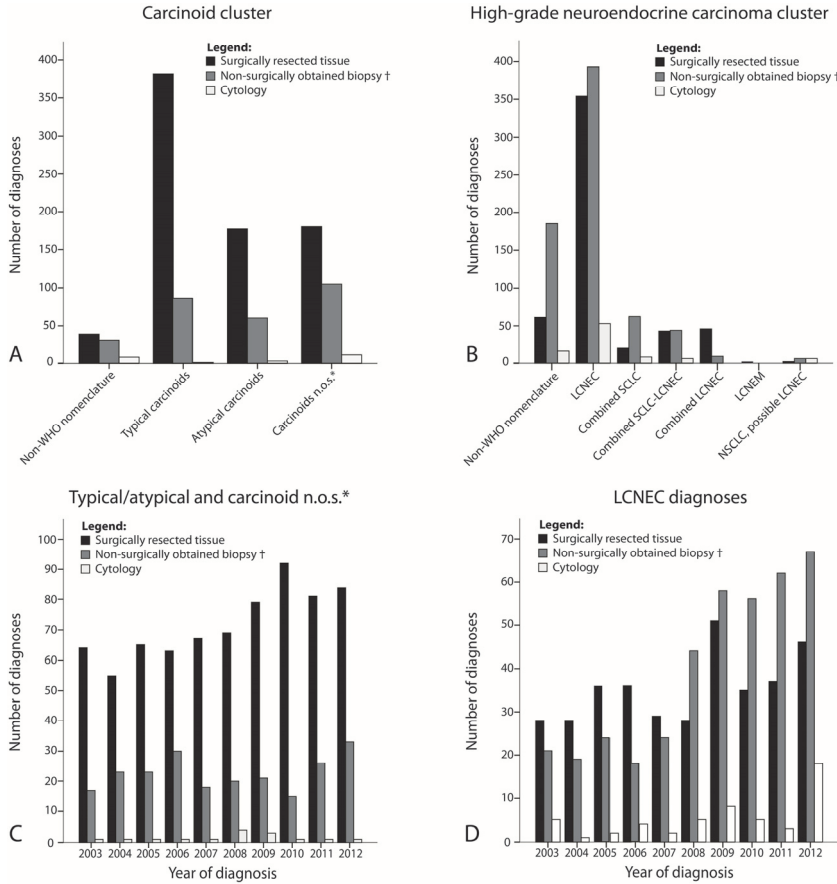 Carcinoid cluster
Legend:
Surgically resected tissue
Non-surgically obtained biopsy †
Cytology
Number of diagnoses
400
350
300
250
200
150
100
50
0
A
Non-WHO nomenclature
Typical carcinoids
Atypical carcinoids
Carcinoids n.o.s.*
High-grade neuroendocrine carcinoma cluster
Legend:
Surgically resected tissue
Non-surgically obtained biopsy †
Cytology
Number of diagnoses
400
350
300
250
200
150
100
50
0
B
Non-WHO nomenclature
LCNEC
Combined SCLC
Combined SCLC-LCNEC
Combined LCNEC
LCNEM
NSCLC, possible LCNEC
Typical/atypical and carcinoid n.o.s.*
Legend:
Surgically resected tissue
Non-surgically obtained biopsy †
Cytology
Number of diagnoses
100
90
80
70
60
50
40
30
20
10
0
C
2003 2004 2005 2006 2007 2008 2009 2010 2011 2012
Year of diagnosis
LCNEC diagnoses
Legend:
Surgically resected tissue
Non-surgically obtained biopsy †
Cytology
Number of diagnoses
70
60
50
40
30
20
10
0
D
2003 2004 2005 2006 2007 2008 2009 2010 2011 2012
Year of diagnosis